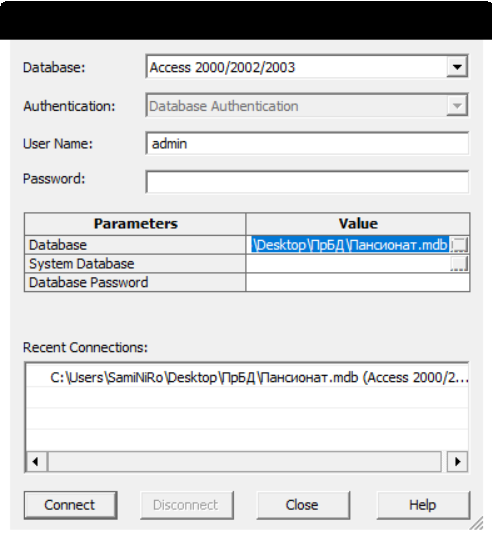 Database: Access 2000/2002/2003
Authentication: Database Authentication
User Name: admin
Password:
Parameters Value
Database \Desktop\ПрБД\Пансионат.mdb ...
System Database ...
Database Password
Recent Connections:
C:\Users\SamiNiRo\Desktop\ПрБД\Пансионат.mdb (Access 2000/2...
Connect Disconnect Close Help